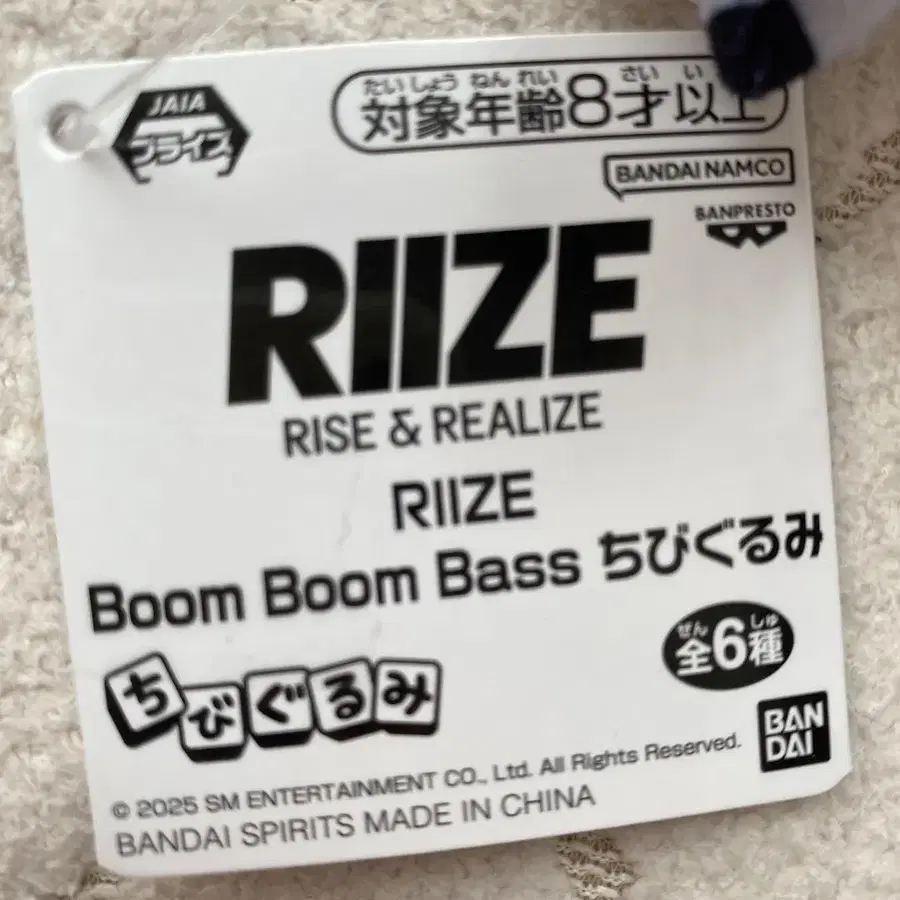 JAIA
プライズ
たいしょう ねんれい さい い
対象年齢8才以上
BANDAI NAMCO
BANPRESTO
RIIZE
RISE & REALIZE
RIIZE
Boom Boom Bass ちびぐるみ
ぜん しゅ
全6種
ちびぐるみ
BAN
DAI
© 2025 SM ENTERTAINMENT CO., Ltd. All Rights Reserved.
BANDAI SPIRITS MADE IN CHINA